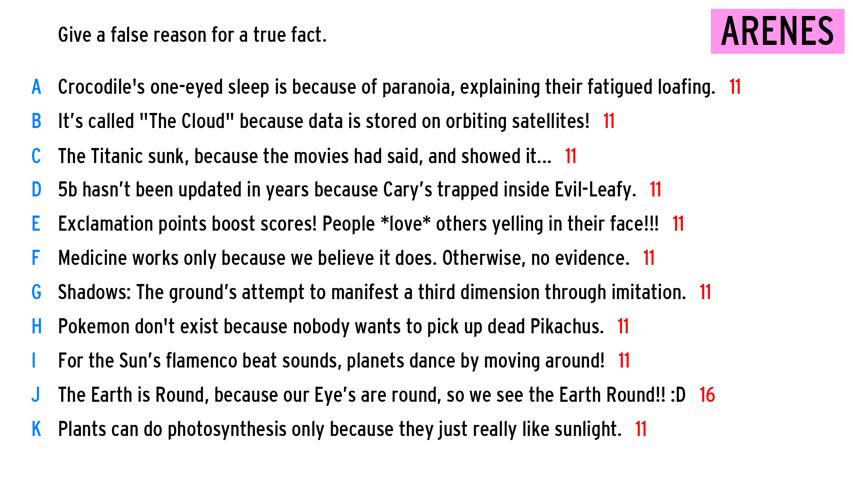 Give a false reason for a true fact.
ARENES
A Crocodile's one-eyed sleep is because of paranoia, explaining their fatigued loafing. 11
B It’s called "The Cloud" because data is stored on orbiting satellites! 11
C The Titanic sunk, because the movies had said, and showed it... 11
D 5b hasn’t been updated in years because Cary’s trapped inside Evil-Leafy. 11
E Exclamation points boost scores! People *love* others yelling in their face!!! 11
F Medicine works only because we believe it does. Otherwise, no evidence. 11
G Shadows: The ground’s attempt to manifest a third dimension through imitation. 11
H Pokemon don't exist because nobody wants to pick up dead Pikachus. 11
I For the Sun’s flamenco beat sounds, planets dance by moving around! 11
J The Earth is Round, because our Eye’s are round, so we see the Earth Round!! :D 16
K Plants can do photosynthesis only because they just really like sunlight. 11